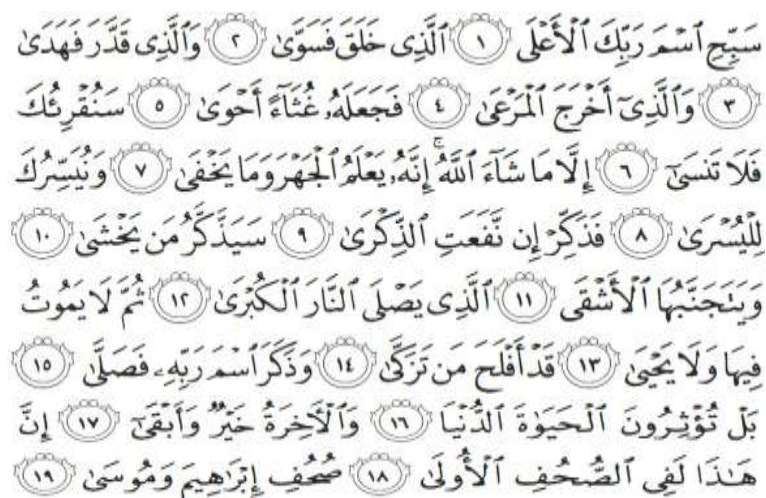 سَبِّحِ ٱسۡمَ رَبِّكَ ٱلۡأَعۡلَى ١ ٱلَّذِي خَلَقَ فَسَوَّىٰ ٢ وَٱلَّذِي قَدَّرَ فَهَدَىٰ
٣ وَٱلَّذِيٓ أَخۡرَجَ ٱلۡمَرۡعَىٰ ٤ فَجَعَلَهُۥ غُثَآءً أَحۡوَىٰ ٥ سَنُقۡرِئُكَ
فَلَا تَنسَىٰٓ ٦ إِلَّا مَا شَآءَ ٱللَّهُۚ إِنَّهُۥ يَعۡلَمُ ٱلۡجَهۡرَ وَمَا يَخۡفَىٰ ٧ وَنُيَسِّرُكَ
لِلۡيُسۡرَىٰ ٨ فَذَكِّرۡ إِن نَّفَعَتِ ٱلذِّكۡرَىٰ ٩ سَيَذَّكَّرُ مَن يَخۡشَىٰ ١٠
وَيَتَجَنَّبُهَا ٱلۡأَشۡقَى ١١ ٱلَّذِي يَصۡلَى ٱلنَّارَ ٱلۡكُبۡرَىٰ ١٢ ثُمَّ لَا يَمُوتُ
فِيهَا وَلَا يَحۡيَىٰ ١٣ قَدۡ أَفۡلَحَ مَن تَزَكَّىٰ ١٤ وَذَكَرَ ٱسۡمَ رَبِّهِۦ فَصَلَّىٰ ١٥
بَلۡ تُؤۡثِرُونَ ٱلۡحَيَوٰةَ ٱلدُّنۡيَا ١٦ وَٱلۡأٓخِرَةُ خَيۡرٞ وَأَبۡقَىٰٓ ١٧ إِنَّ
هَٰذَا لَفِي ٱلصُّحُفِ ٱلۡأُولَىٰ ١٨ صُحُفِ إِبۡرَٰهِيمَ وَمُوسَىٰ ١٩